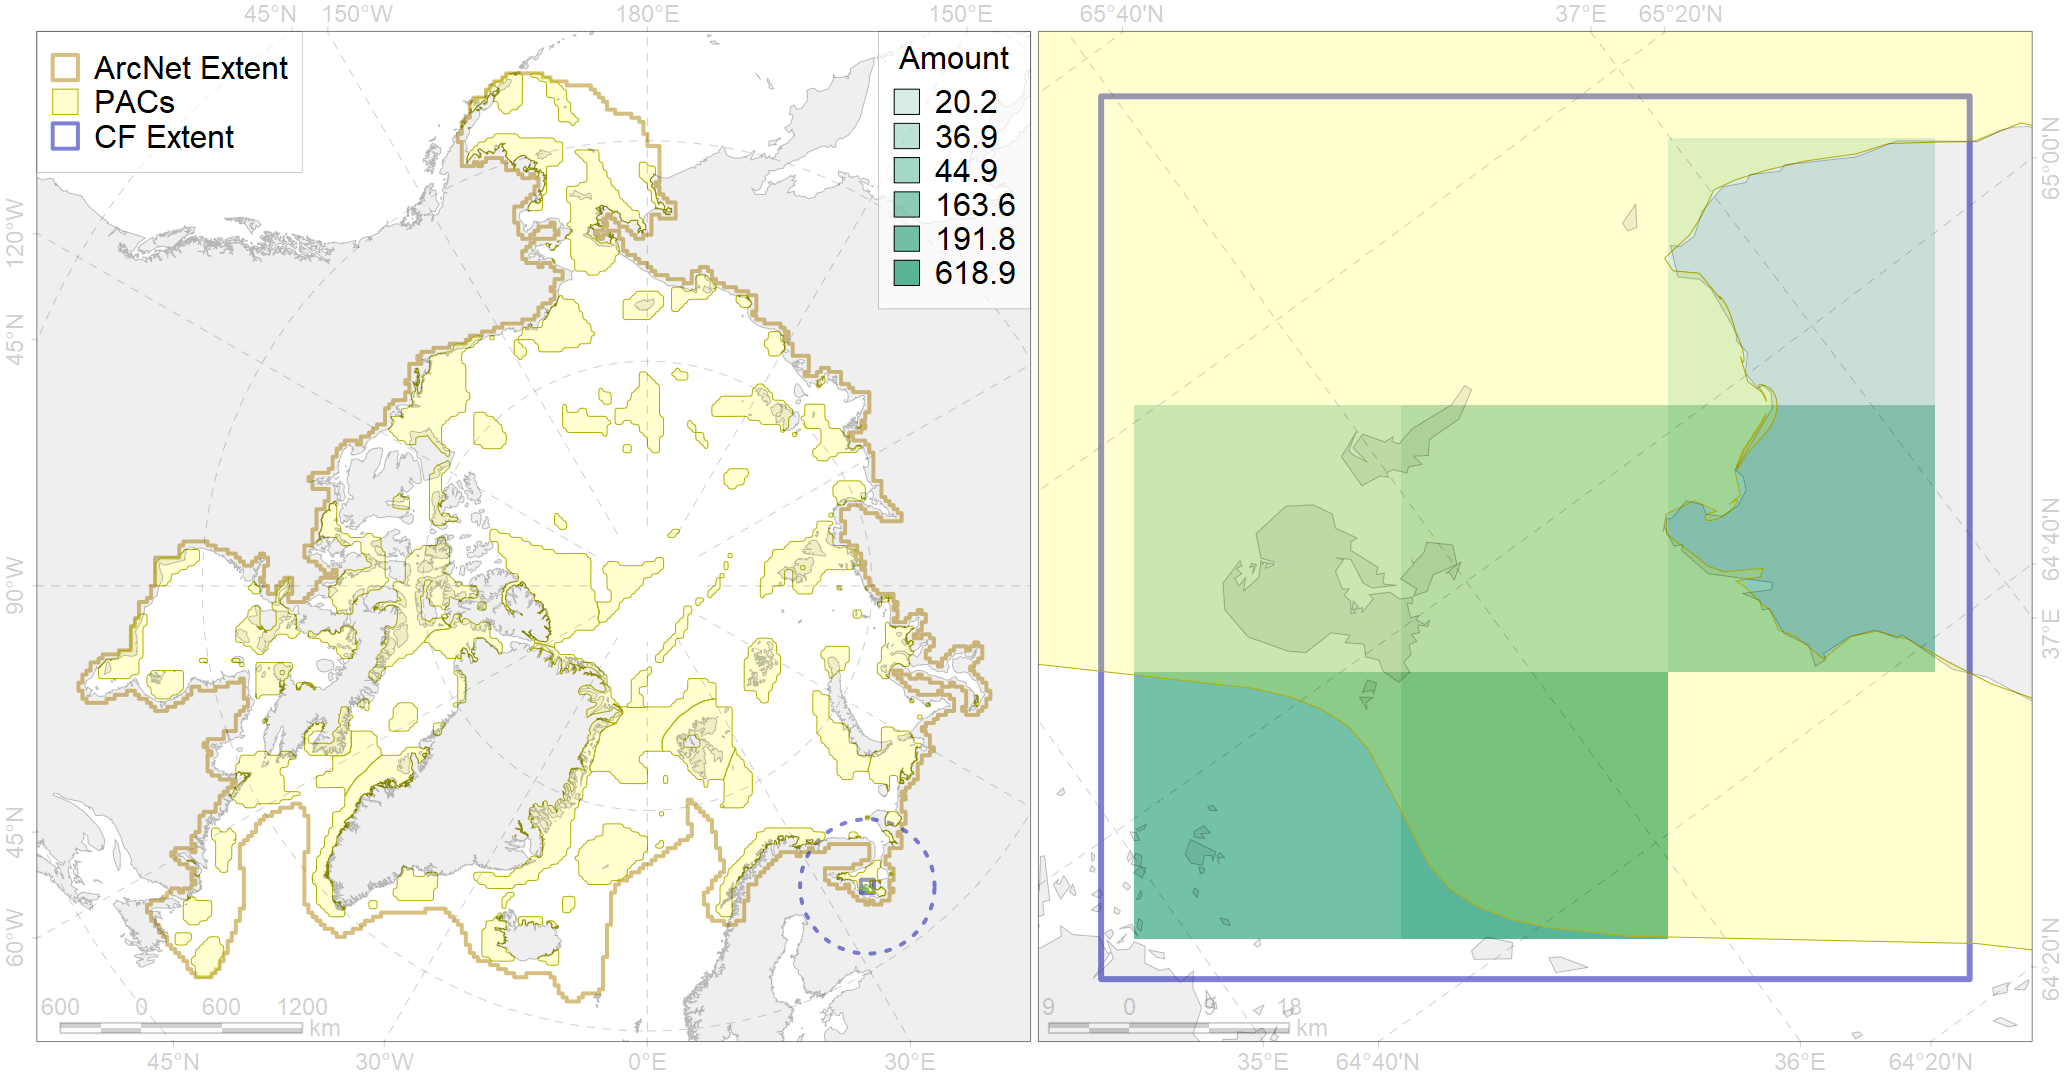 45°N 150°W 180°E 150°E 65°40'N 37°E 65°20'N
ArcNet Extent
PACs
CF Extent
Amount
20.2
36.9
44.9
163.6
191.8
618.9
120°W
45°N
90°W
45°N
60°W
65°00'N
64°40'N
37°E
64°20'N
600 0 600 1200
km
9 0 9 18
km
45°N 30°W 0°E 30°E 35°E 64°40'N 36°E 64°20'N